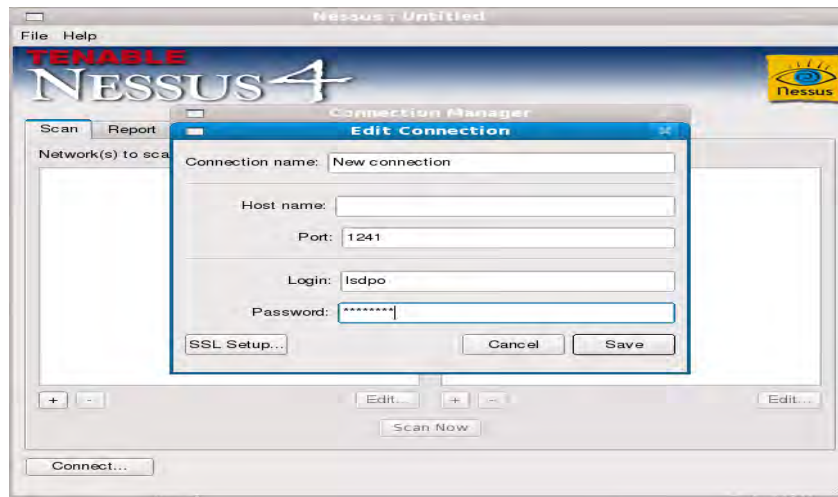 Nessus : Untitled
File Help
TENABLE
NESSUS 4
nessus
Connection Manager
Scan Report
Edit Connection
Network(s) to sca
Connection name: New connection
Host name:
Port: 1241
Login: lsdpo
Password: ********
SSL Setup... Cancel Save
+ - Edit... + - Edit...
Scan Now
Connect...